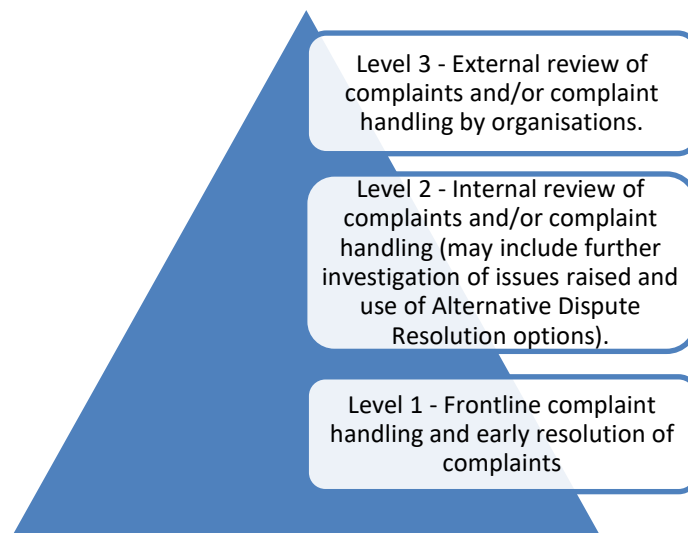 Level 3 - External review of
complaints and/or complaint
handling by organisations.
Level 2 - Internal review of
complaints and/or complaint
handling (may include further
investigation of issues raised and
use of Alternative Dispute
Resolution options).
Level 1 - Frontline complaint
handling and early resolution of
complaints